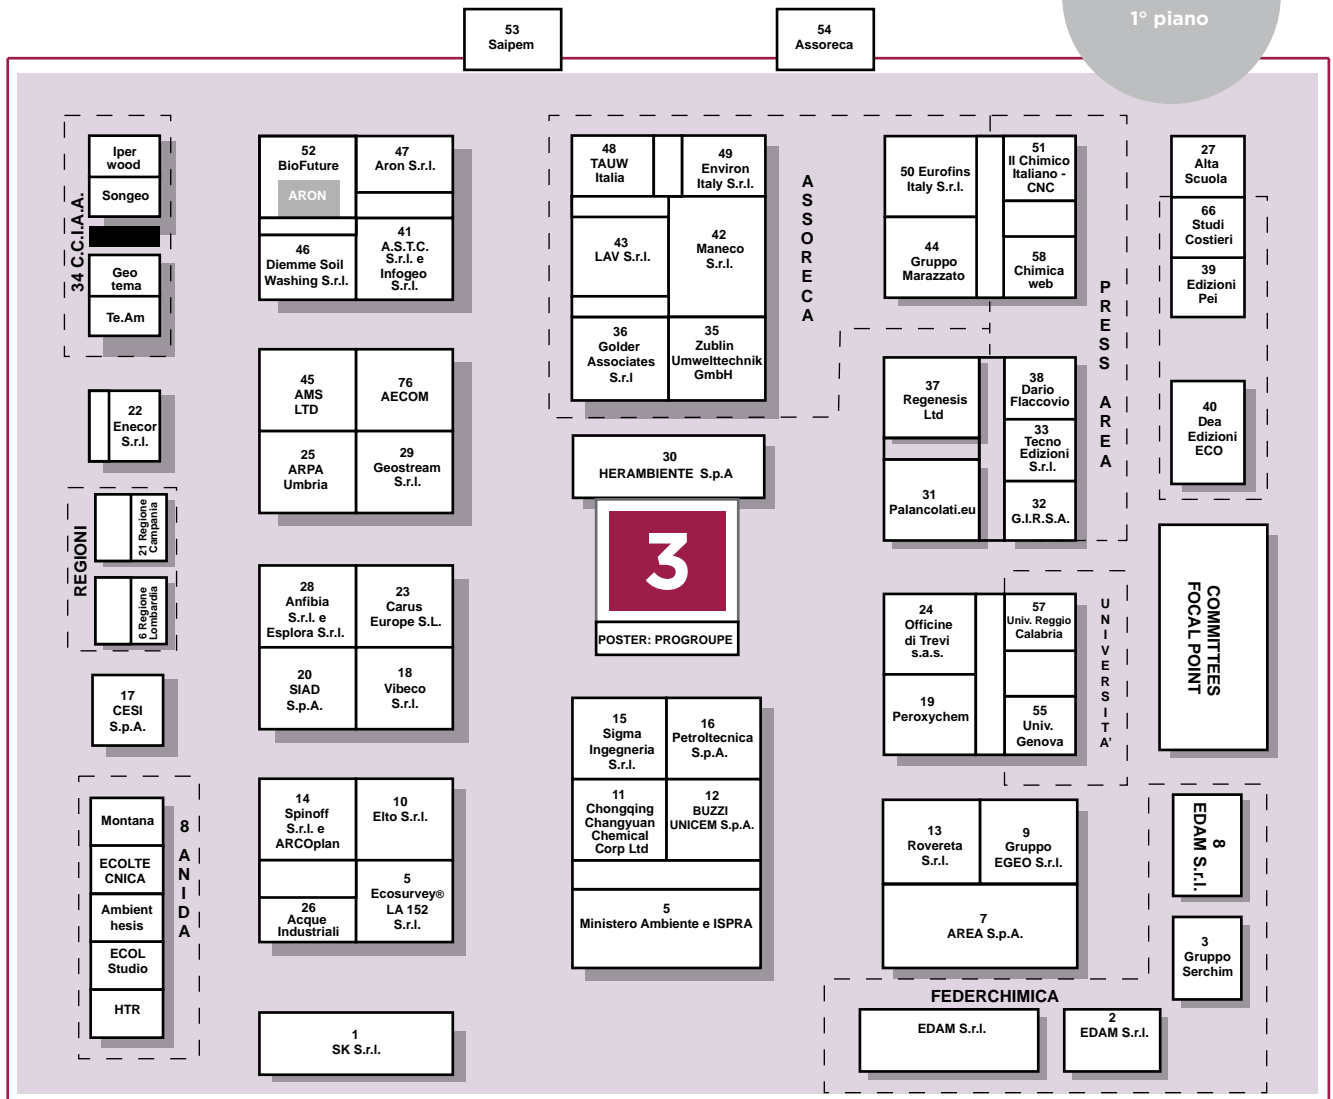 1° piano
53
Saipem
54
Assoreca
34 C.C.I.A.A.
Iper
wood
Songeo
Geo
tema
Te.Am
52
BioFuture
ARON
47
Aron S.r.l.
46
Diemme Soil
Washing S.r.l.
41
A.S.T.C.
S.r.l. e
Infogeo
S.r.l.
48
TAUW
Italia
49
Environ
Italy S.r.l.
43
LAV S.r.l.
42
Maneco
S.r.l.
36
Golder
Associates
S.r.l
35
Zublin
Umwelttechnik
GmbH
ASSORECA
50 Eurofins
Italy S.r.l.
44
Gruppo
Marazzato
51
Il Chimico
Italiano -
CNC
58
Chimica
web
PRESS AREA
27
Alta
Scuola
66
Studi
Costieri
39
Edizioni
Pei
40
Dea
Edizioni
ECO
22
Enecor
S.r.l.
45
AMS
LTD
76
AECOM
25
ARPA
Umbria
29
Geostream
S.r.l.
30
HERAMBIENTE S.p.A
3
POSTER: PROGROUPE
37
Regenesis
Ltd
31
Palancolati.eu
38
Dario
Flaccovio
33
Tecno
Edizioni
S.r.l.
32
G.I.R.S.A.
REGIONI
21 Regione
Campania
6 Regione
Lombardia
28
Anfibia
S.r.l. e
Esplora S.r.l.
23
Carus
Europe S.L.
20
SIAD
S.p.A.
18
Vibeco
S.r.l.
24
Officine
di Trevi
s.a.s.
19
Peroxychem
57
Univ. Reggio
Calabria
55
Univ.
Genova
UNIVERSITA'
COMMITTEES
FOCAL POINT
17
CESI
S.p.A.
8 ANIDA
Montana
ECOLTE
CNICA
Ambient
hesis
ECOL
Studio
HTR
14
Spinoff
S.r.l. e
ARCOplan
10
Elto S.r.l.
26
Acque
Industriali
5
Ecosurvey®
LA 152
S.r.l.
15
Sigma
Ingegneria
S.r.l.
16
Petroltecnica
S.p.A.
11
Chongqing
Changyuan
Chemical
Corp Ltd
12
BUZZI
UNICEM S.p.A.
5
Ministero Ambiente e ISPRA
13
Rovereta
S.r.l.
9
Gruppo
EGEO S.r.l.
7
AREA S.p.A.
8
EDAM S.r.l.
3
Gruppo
Serchim
FEDERCHIMICA
EDAM S.r.l.
2
EDAM S.r.l.
1
SK S.r.l.